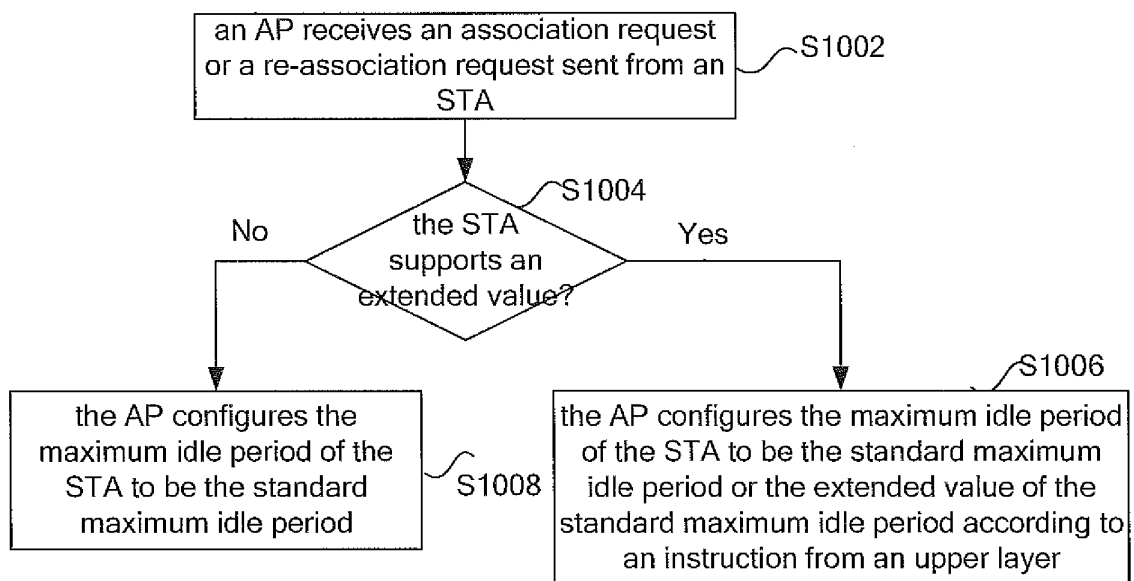 an AP receives an association request
or a re-association request sent from an
STA
S1002
S1004
the STA
supports an
extended value?
No
Yes
S1006
the AP configures the
maximum idle period of the
STA to be the standard
maximum idle period
S1008
the AP configures the maximum idle period
of the STA to be the standard maximum
idle period or the extended value of the
standard maximum idle period according to
an instruction from an upper layer